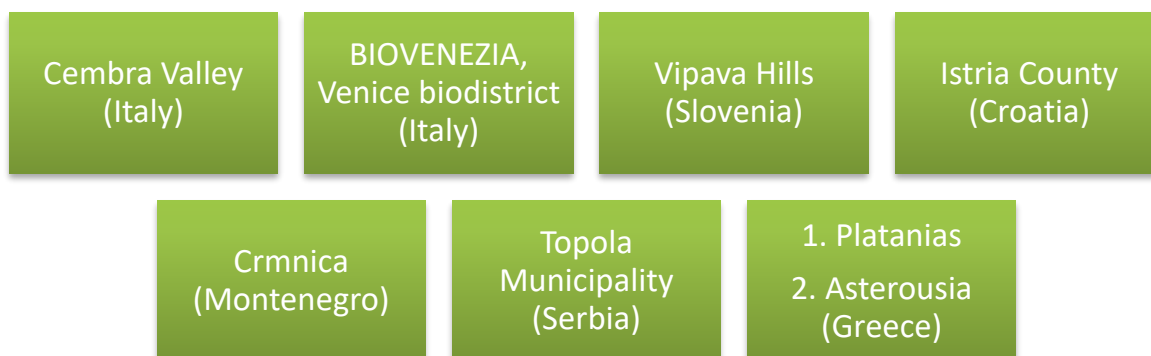 Cembra Valley
(Italy)
BIOVENEZIA,
Venice biodistrict
(Italy)
Vipava Hills
(Slovenia)
Istria County
(Croatia)
Crmnica
(Montenegro)
Topola
Municipality
(Serbia)
1. Platanias
2. Asterousia
(Greece)